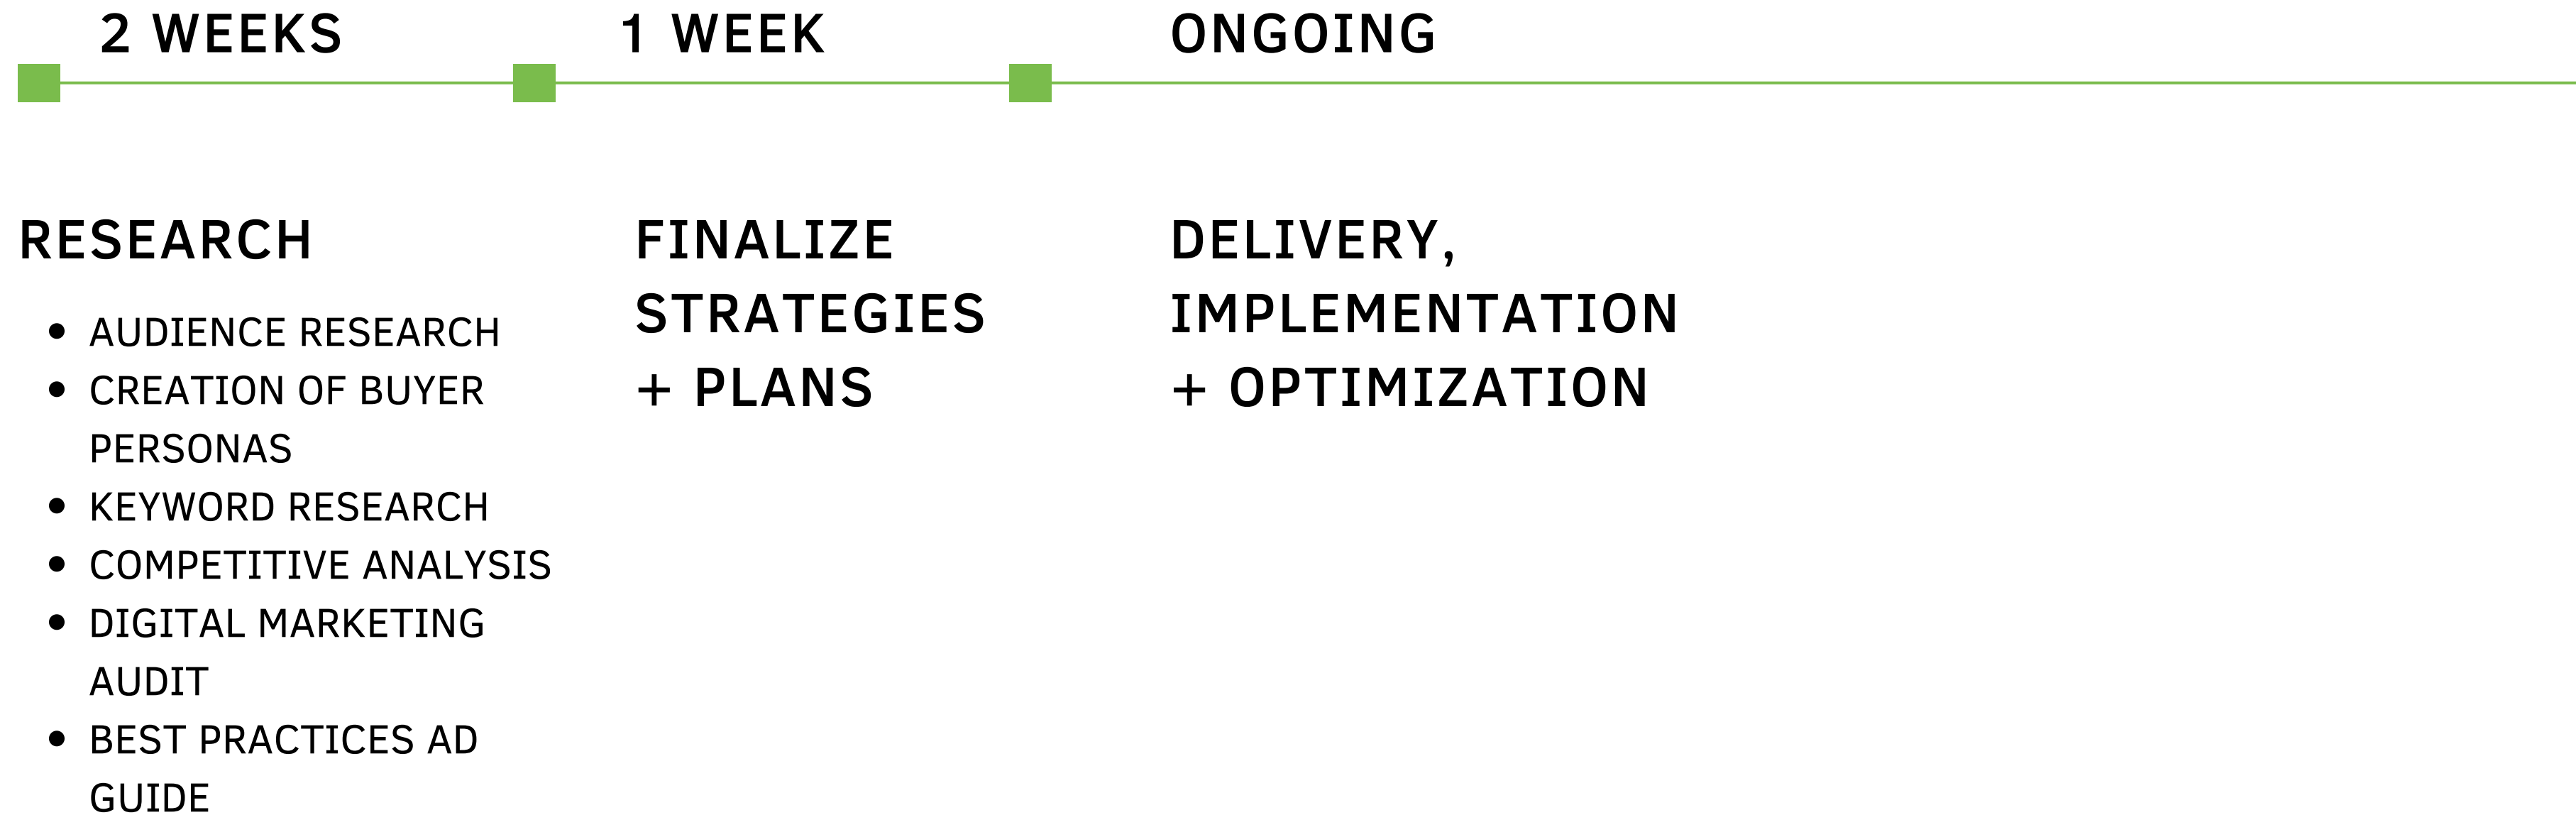 2 WEEKS
1 WEEK
ONGOING
RESEARCH
• AUDIENCE RESEARCH
• CREATION OF BUYER
PERSONAS
• KEYWORD RESEARCH
• COMPETITIVE ANALYSIS
• DIGITAL MARKETING
AUDIT
• BEST PRACTICES AD
GUIDE
FINALIZE
STRATEGIES
+ PLANS
DELIVERY,
IMPLEMENTATION
+ OPTIMIZATION